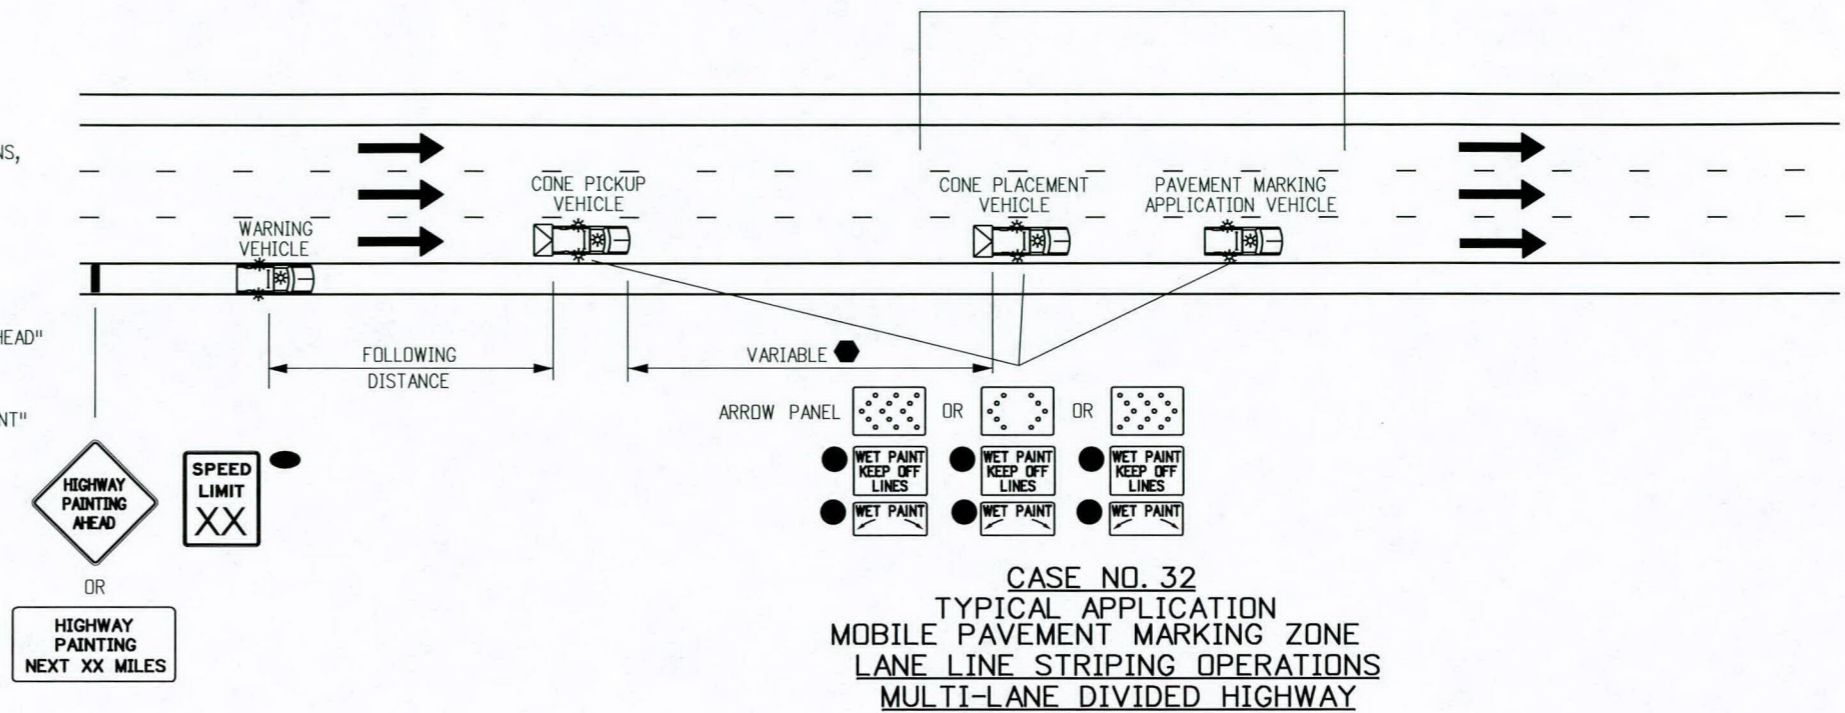 NS,
CONE PICKUP
VEHICLE
CONE PLACEMENT
VEHICLE
PAVEMENT MARKING
APPLICATION VEHICLE
WARNING
VEHICLE
HEAD"
FOLLOWING
DISTANCE
VARIABLE
NT"
ARROW PANEL
OR
OR
WET PAINT
KEEP OFF
LINES
WET PAINT
KEEP OFF
LINES
WET PAINT
KEEP OFF
LINES
WET PAINT
WET PAINT
WET PAINT
HIGHWAY
PAINTING
AHEAD
SPEED
LIMIT
XX
OR
HIGHWAY
PAINTING
NEXT XX MILES
CASE NO. 32
TYPICAL APPLICATION
MOBILE PAVEMENT MARKING ZONE
LANE LINE STRIPING OPERATIONS
MULTI-LANE DIVIDED HIGHWAY